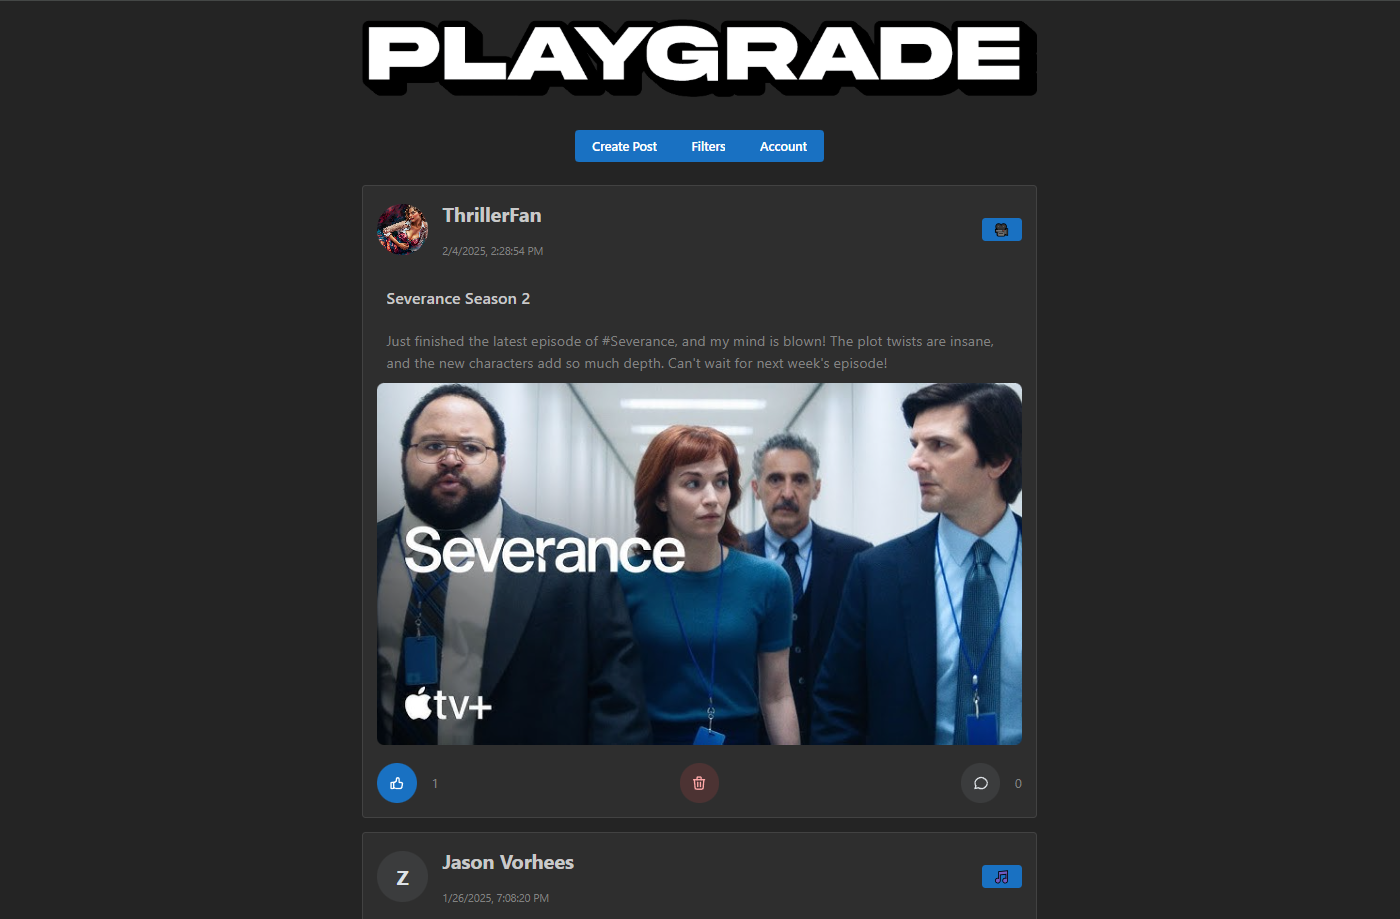 PLAYGRADE
Create Post Filters Account
ThrillerFan
2/4/2025, 2:28:54 PM
Severance Season 2
Just finished the latest episode of #Severance, and my mind is blown! The plot twists are insane,
and the new characters add so much depth. Can't wait for next week's episode!
Severance
tv+
1 0
Z Jason Vorhees
1/26/2025, 7:08:20 PM